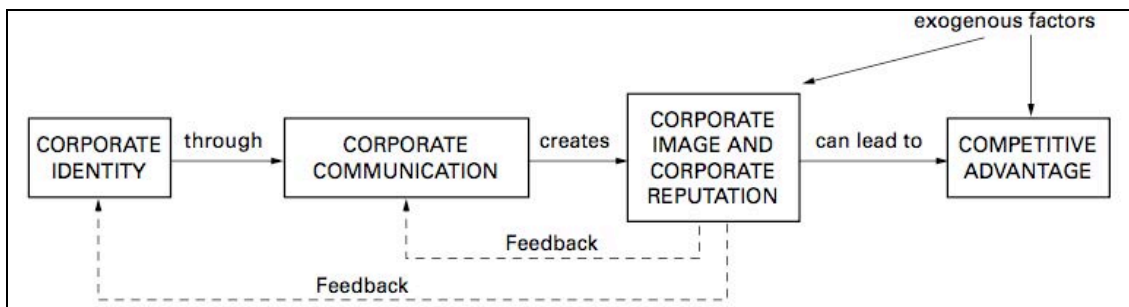 exogenous factors
CORPORATE
IDENTITY
through
CORPORATE
COMMUNICATION
creates
CORPORATE
IMAGE AND
CORPORATE
REPUTATION
can lead to
COMPETITIVE
ADVANTAGE
Feedback
Feedback